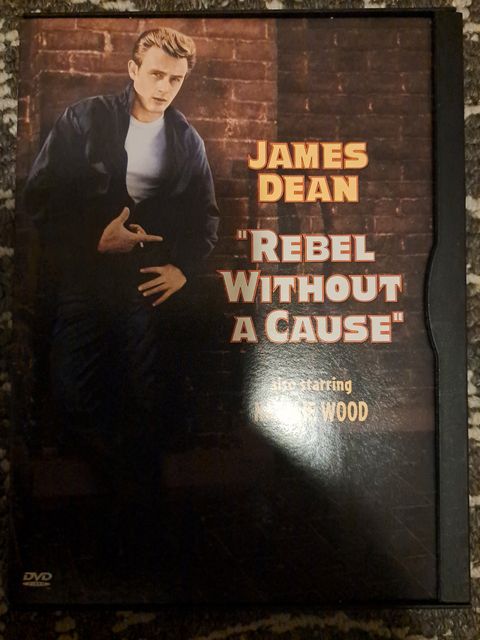 JAMES
DEAN
"REBEL
WITHOUT
A CAUSE"
also starring
WOOD
DVD